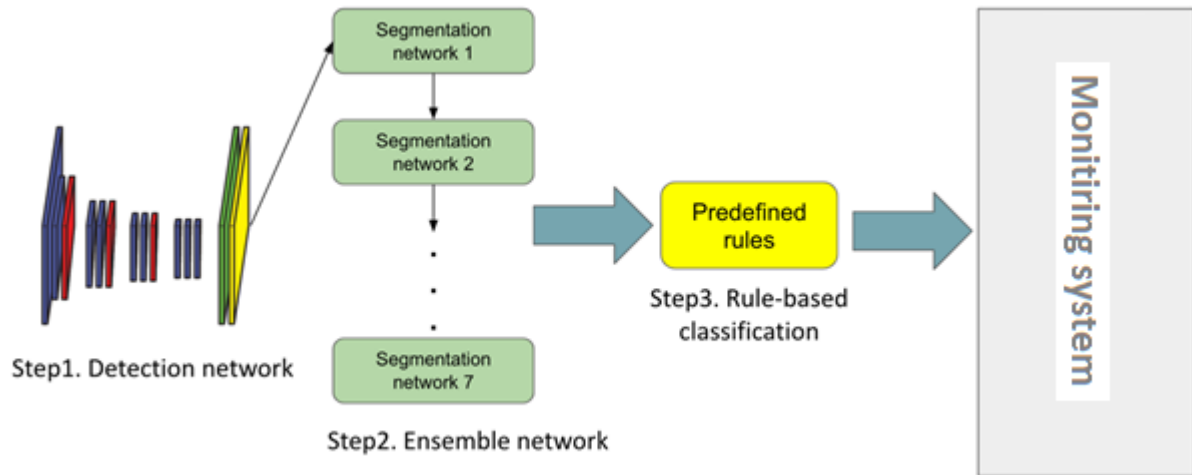 Segmentation
network 1
Segmentation
network 2
Segmentation
network 7
Step1. Detection network
Step2. Ensemble network
Predefined
rules
Step3. Rule-based
classification
Monitiring system